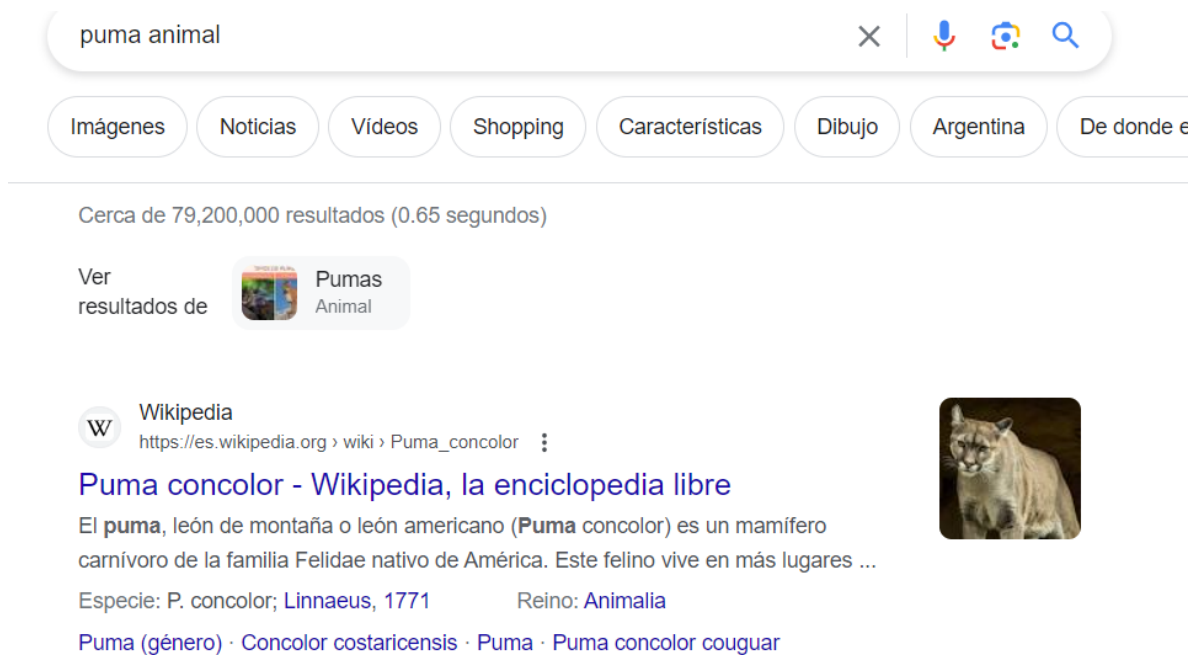 puma animal
Imágenes Noticias Vídeos Shopping Características Dibujo Argentina De donde e
Cerca de 79,200,000 resultados (0.65 segundos)
Ver
resultados de
Pumas
Animal
W
Wikipedia
https://es.wikipedia.org › wiki › Puma_concolor
Puma concolor - Wikipedia, la enciclopedia libre
El puma, león de montaña o león americano (Puma concolor) es un mamífero
carnívoro de la familia Felidae nativo de América. Este felino vive en más lugares ...
Especie: P. concolor; Linnaeus, 1771 Reino: Animalia
Puma (género) · Concolor costaricensis · Puma · Puma concolor couguar